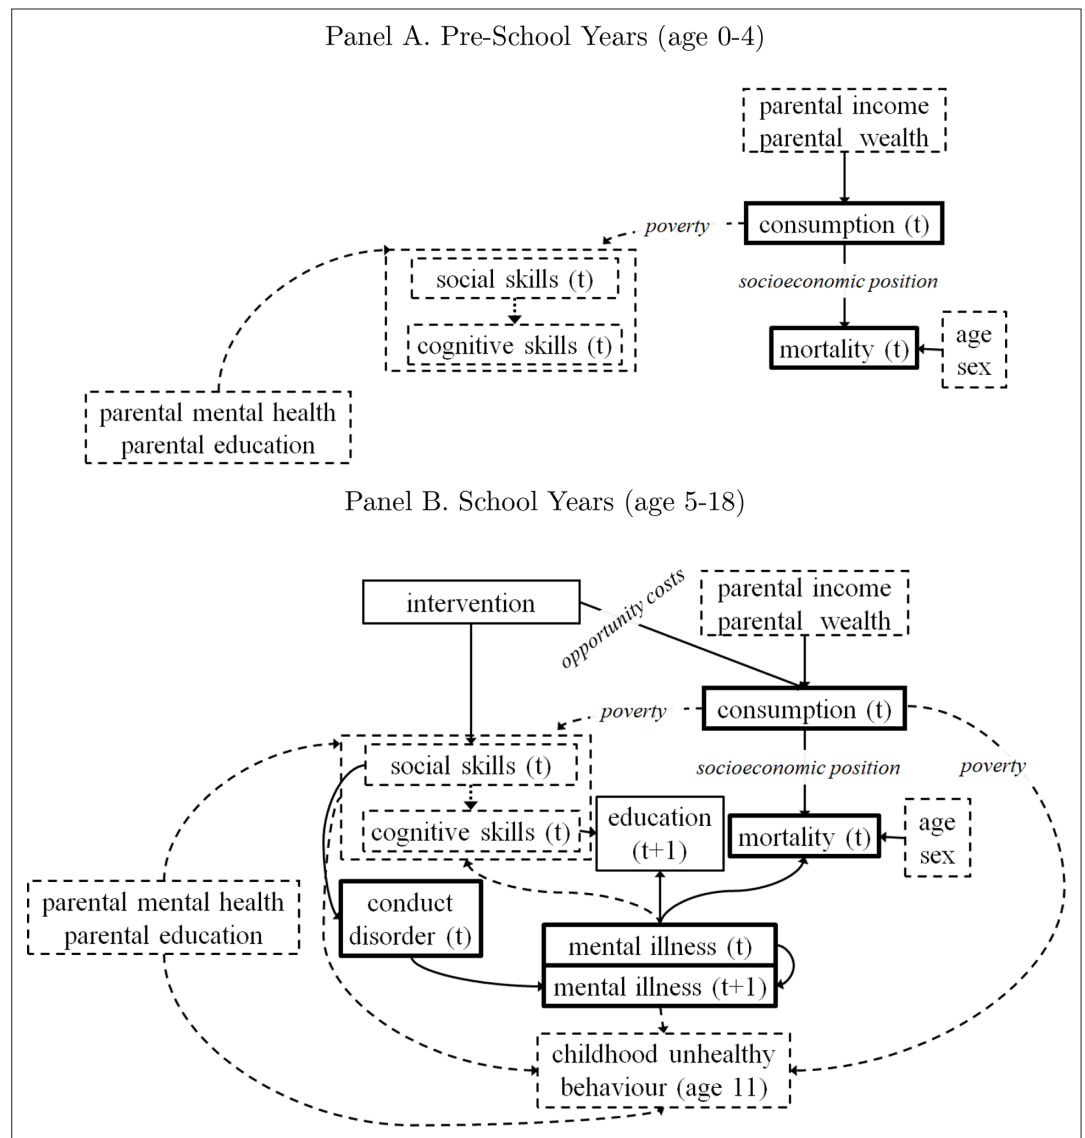 Panel A. Pre-School Years (age 0-4)
parental income
parental wealth
poverty
consumption (t)
social skills (t)
socioeconomic position
cognitive skills (t)
mortality (t)
age
sex
parental mental health
parental education
Panel B. School Years (age 5-18)
intervention
opportunity costs
parental income
parental wealth
poverty
consumption (t)
social skills (t)
socioeconomic position
poverty
cognitive skills (t)
education
(t+1)
mortality (t)
age
sex
parental mental health
parental education
conduct
disorder (t)
mental illness (t)
mental illness (t+1)
childhood unhealthy
behaviour (age 11)